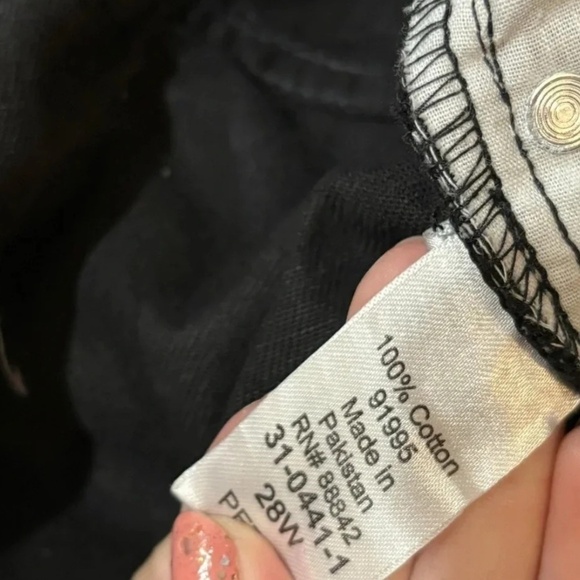 100% Cotton
91995
Made in
Pakistan
RN# 88842
31-0441-1
28W